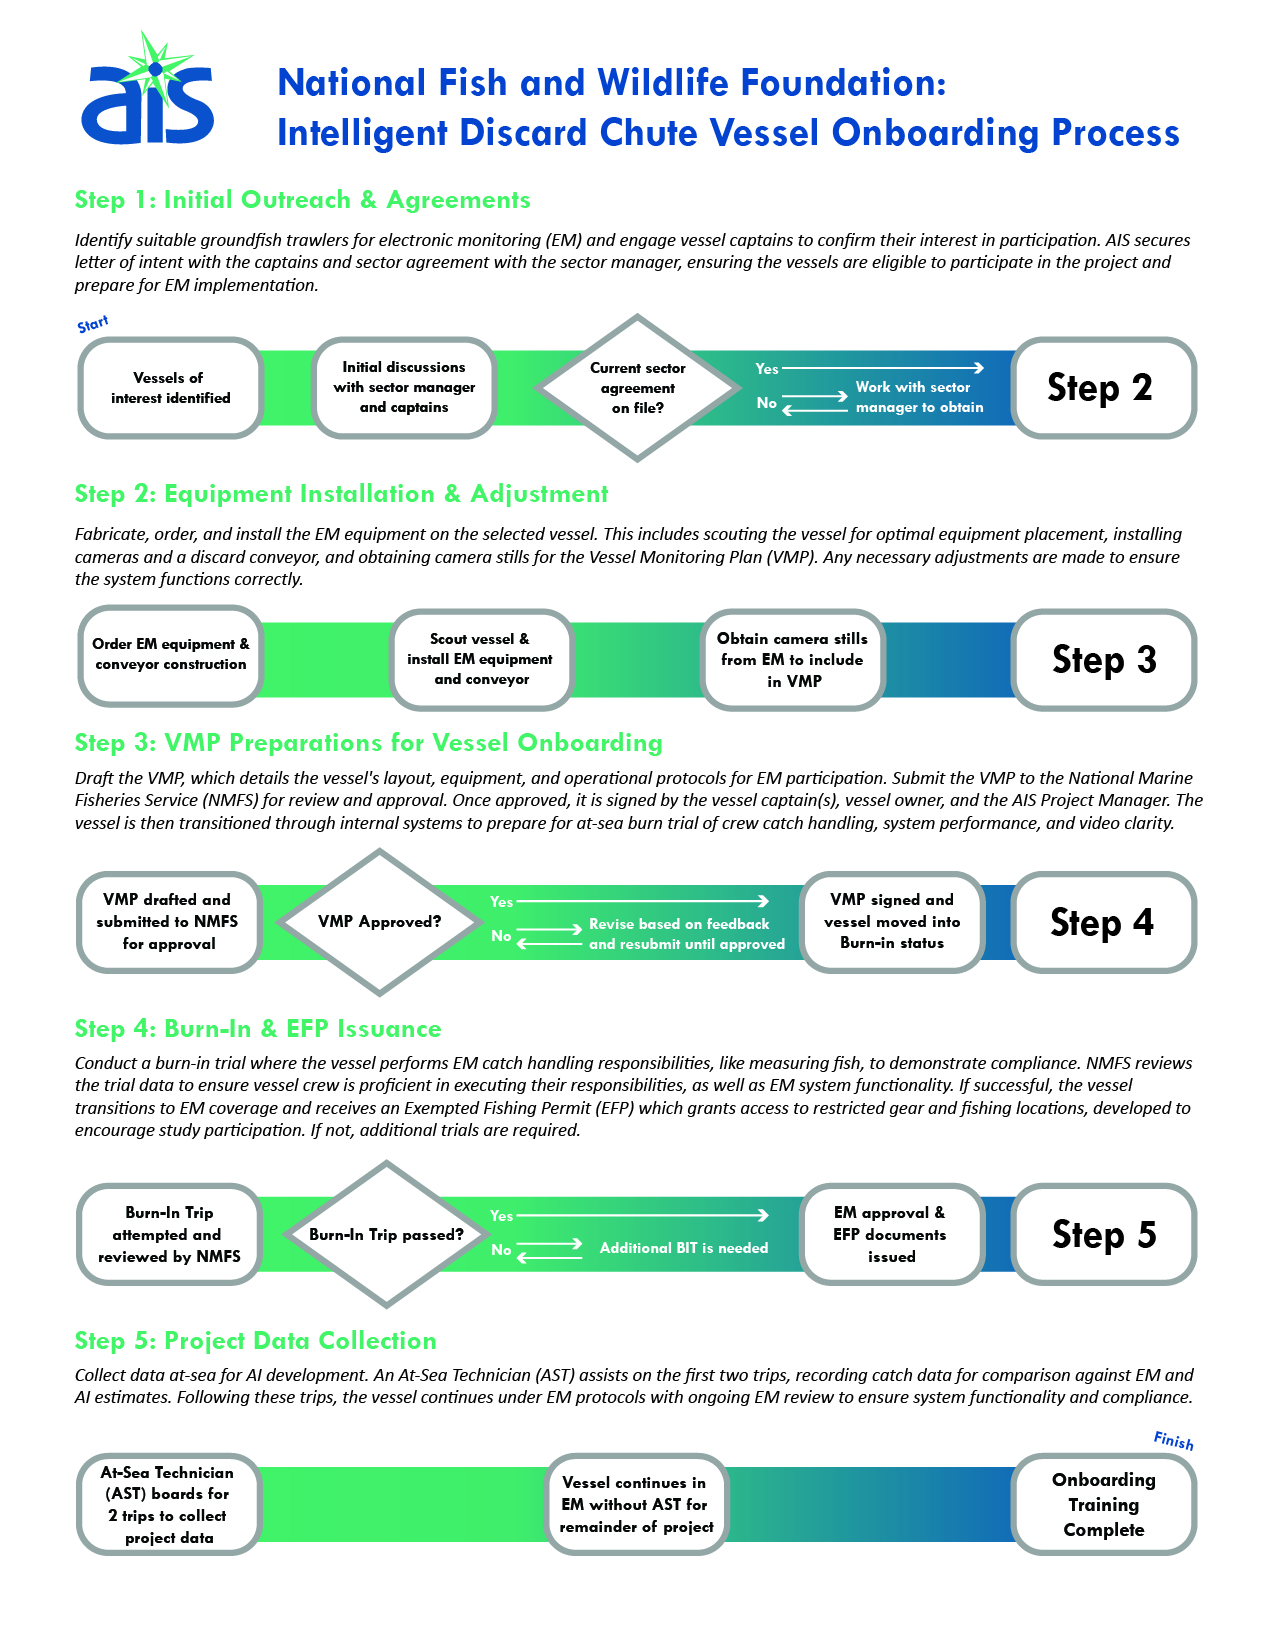 ais
National Fish and Wildlife Foundation:
Intelligent Discard Chute Vessel Onboarding Process
Step 1: Initial Outreach & Agreements
Identify suitable groundfish trawlers for electronic monitoring (EM) and engage vessel captains to confirm their interest in participation. AIS secures
letter of intent with the captains and sector agreement with the sector manager, ensuring the vessels are eligible to participate in the project and
prepare for EM implementation.
Start
Vessels of
interest identified
Initial discussions
with sector manager
and captains
Current sector
agreement
on file?
Yes
No
Work with sector
manager to obtain
Step 2
Step 2: Equipment Installation & Adjustment
Fabricate, order, and install the EM equipment on the selected vessel. This includes scouting the vessel for optimal equipment placement, installing
cameras and a discard conveyor, and obtaining camera stills for the Vessel Monitoring Plan (VMP). Any necessary adjustments are made to ensure
the system functions correctly.
Order EM equipment &
conveyor construction
Scout vessel &
install EM equipment
and conveyor
Obtain camera stills
from EM to include
in VMP
Step 3
Step 3: VMP Preparations for Vessel Onboarding
Draft the VMP, which details the vessel's layout, equipment, and operational protocols for EM participation. Submit the VMP to the National Marine
Fisheries Service (NMFS) for review and approval. Once approved, it is signed by the vessel captain(s), vessel owner, and the AIS Project Manager. The
vessel is then transitioned through internal systems to prepare for at-sea burn trial of crew catch handling, system performance, and video clarity.
VMP drafted and
submitted to NMFS
for approval
VMP Approved?
Yes
No
Revise based on feedback
and resubmit until approved
VMP signed and
vessel moved into
Burn-in status
Step 4
Step 4: Burn-In & EFP Issuance
Conduct a burn-in trial where the vessel performs EM catch handling responsibilities, like measuring fish, to demonstrate compliance. NMFS reviews
the trial data to ensure vessel crew is proficient in executing their responsibilities, as well as EM system functionality. If successful, the vessel
transitions to EM coverage and receives an Exempted Fishing Permit (EFP) which grants access to restricted gear and fishing locations, developed to
encourage study participation. If not, additional trials are required.
Burn-In Trip
attempted and
reviewed by NMFS
Burn-In Trip passed?
Yes
No
Additional BIT is needed
EM approval &
EFP documents
issued
Step 5
Step 5: Project Data Collection
Collect data at-sea for AI development. An At-Sea Technician (AST) assists on the first two trips, recording catch data for comparison against EM and
AI estimates. Following these trips, the vessel continues under EM protocols with ongoing EM review to ensure system functionality and compliance.
Finish
At-Sea Technician
(AST) boards for
2 trips to collect
project data
Vessel continues in
EM without AST for
remainder of project
Onboarding
Training
Complete